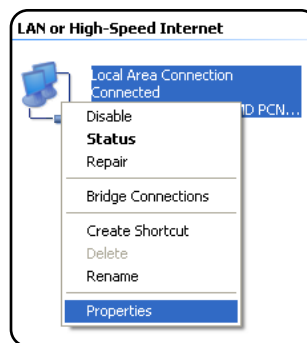 LAN or High-Speed Internet
Local Area Connection
Connected
MD PCN...
Disable
Status
Repair
Bridge Connections
Create Shortcut
Delete
Rename
Properties